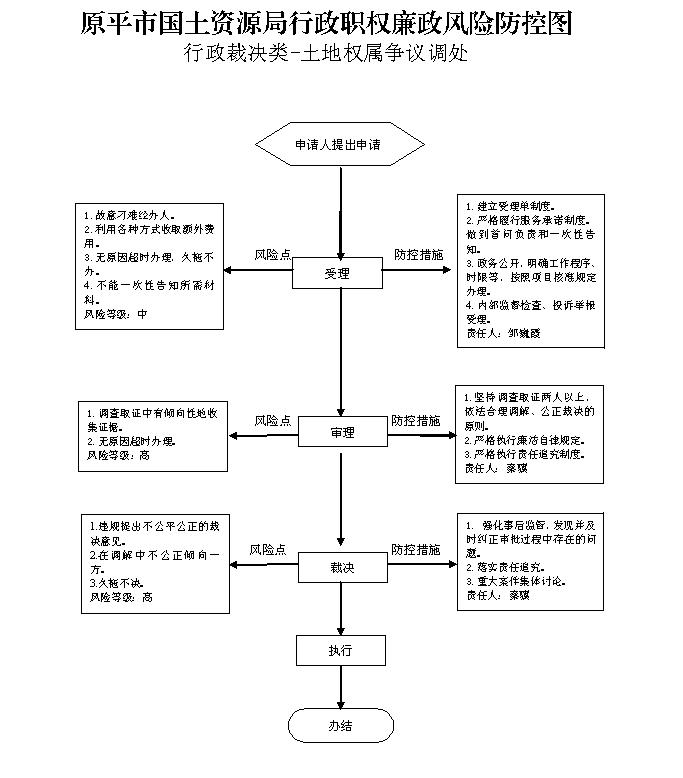 原平市国土资源局行政职权廉政风险防控图
行政裁决类-土地权属争议调处
申请人提出申请
1. 故意刁难经办人。
2. 利用各种方式收取额外费
用。
3. 无原因超时办理，久拖不
办。
4. 不能一次性告知所需材
料。
风险等级：中
风险点
受理
防控措施
1. 建立受理单制度。
2. 严格履行服务承诺制度。
做到首问负责和一次性告
知。
3. 政务公开，明确工作程序、
时限等，按照项目核准规定
办理。
4. 内部监督检查、投诉举报
受理。
责任人：邹巍霞
1. 调查取证中有倾向性地收
集证据。
2. 无原因超时办理。
风险等级：高
风险点
审理
防控措施
1.坚持调查取证两人以上，
依法合理调解、公正裁决的
原则。
2.严格执行廉洁自律规定。
3.严格执行责任追究制度。
责任人：秦骥
1.违规提出不公平公正的裁
决意见。
2.在调解中不公正倾向一
方。
3.久拖不决。
风险等级：高
风险点
裁决
防控措施
1. 强化事后监管，发现并及
时纠正审批过程中存在的问
题。
2. 落实责任追究。
3. 重大案件集体讨论。
责任人：秦骥
执行
办结